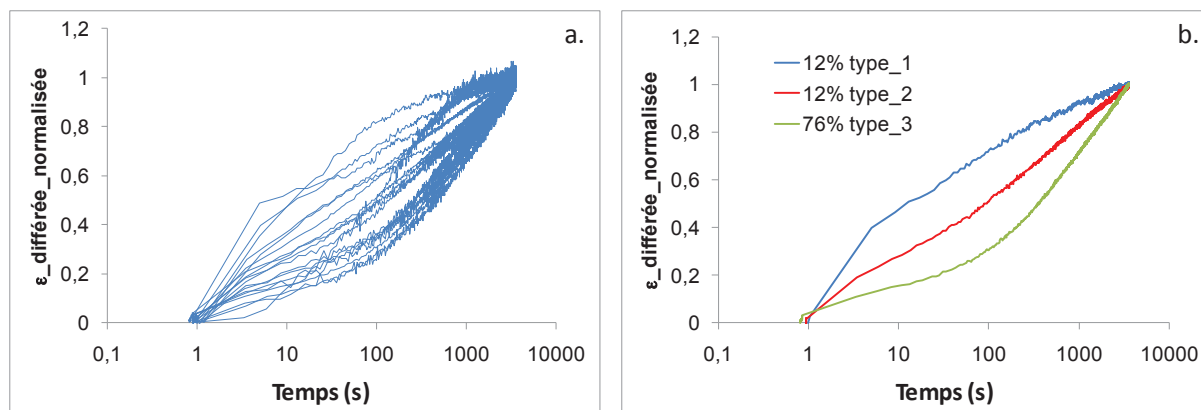 a.
1,2
1
0,8
0,6
0,4
0,2
0
ε_différée_normalisée
0,1 1 10 100 1000 10000
Temps (s)
b.
1,2
1
0,8
0,6
0,4
0,2
0
ε_différée_normalisée
12% type_1
12% type_2
76% type_3
0,1 1 10 100 1000 10000
Temps (s)